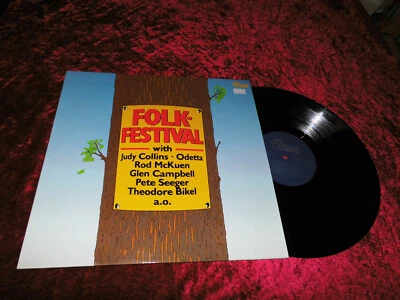 FOLK-
FESTIVAL
with
Judy Collins · Odetta
Rod McKuen
Glen Campbell
Pete Seeger
Theodore Bikel
a.o.